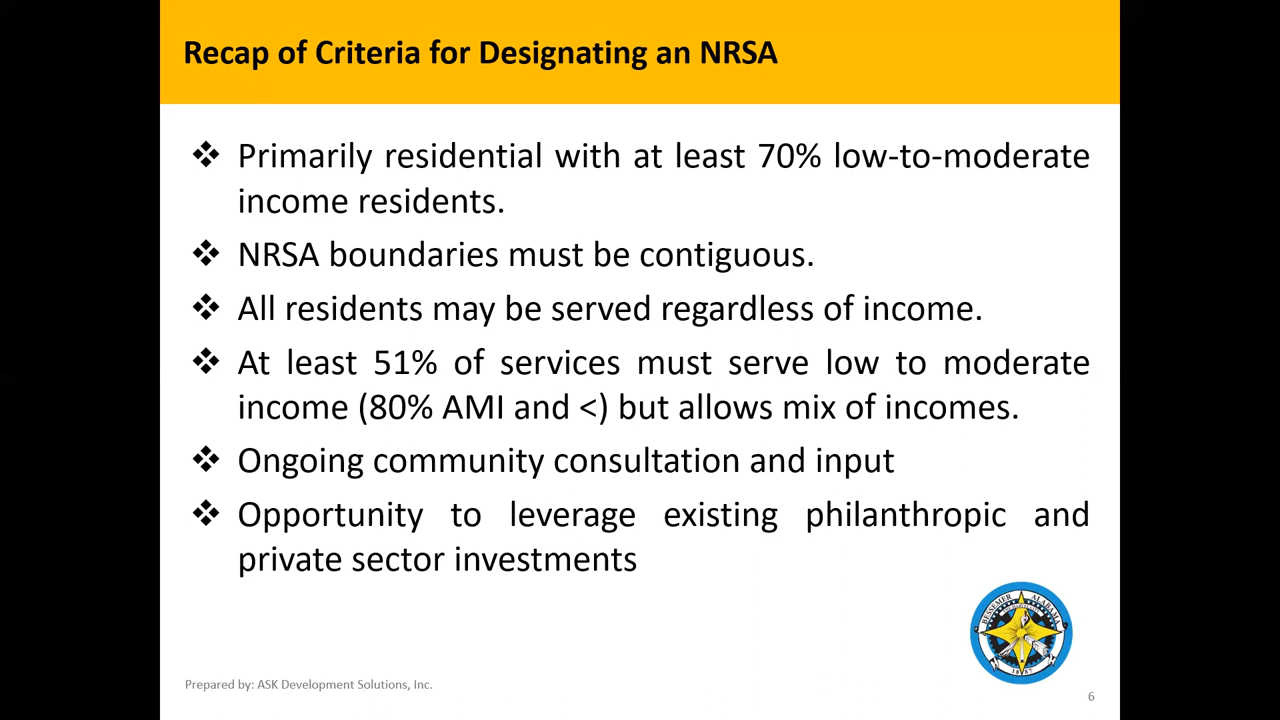 Recap of Criteria for Designating an NRSA
❖ Primarily residential with at least 70% low-to-moderate
income residents.
❖ NRSA boundaries must be contiguous.
❖ All residents may be served regardless of income.
❖ At least 51% of services must serve low to moderate
income (80% AMI and <) but allows mix of incomes.
❖ Ongoing community consultation and input
❖ Opportunity to leverage existing philanthropic and
private sector investments
BESSEMER ALABAMA
1887
Prepared by: ASK Development Solutions, Inc.
6